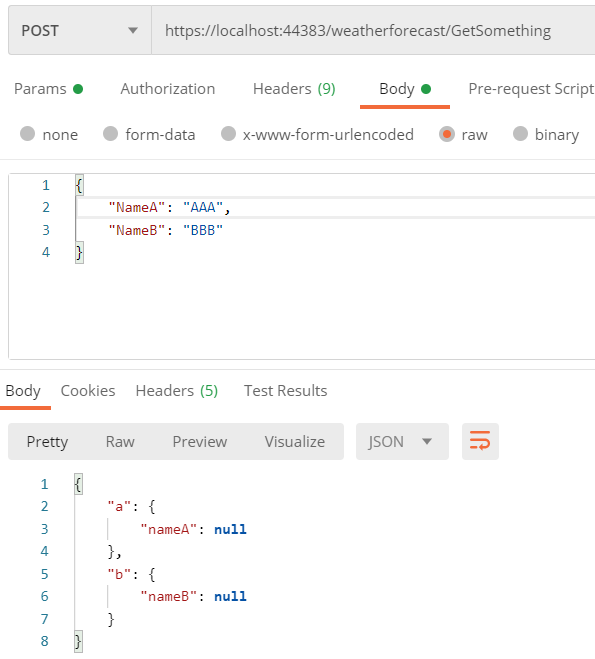 POST https://localhost:44383/weatherforecast/GetSomething
Params Authorization Headers (9) Body Pre-request Script
none form-data x-www-form-urlencoded raw binary
1 {
2 "NameA": "AAA",
3 "NameB": "BBB"
4 }
Body Cookies Headers (5) Test Results
Pretty Raw Preview Visualize JSON
1 {
2 "a": {
3 "nameA": null
4 },
5 "b": {
6 "nameB": null
7 }
8 }